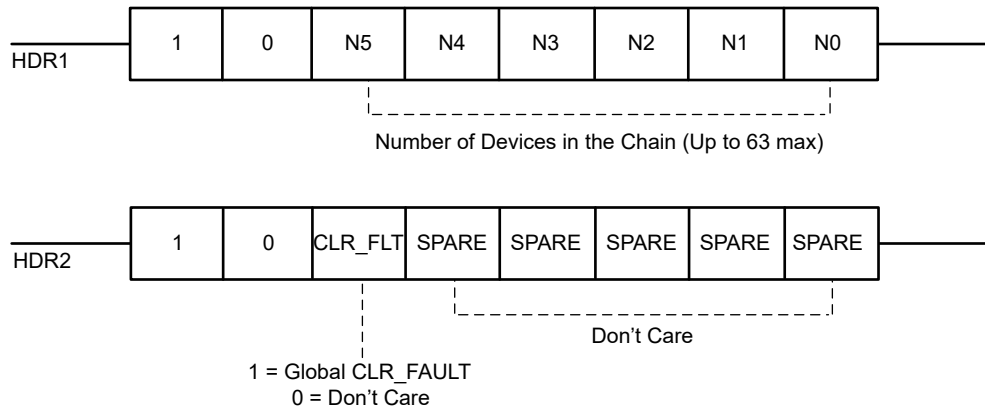 1 0 N5 N4 N3 N2 N1 N0
HDR1
Number of Devices in the Chain (Up to 63 max)
1 0 CLR_FLT SPARE SPARE SPARE SPARE SPARE
HDR2
Don't Care
1 = Global CLR_FAULT
0 = Don't Care